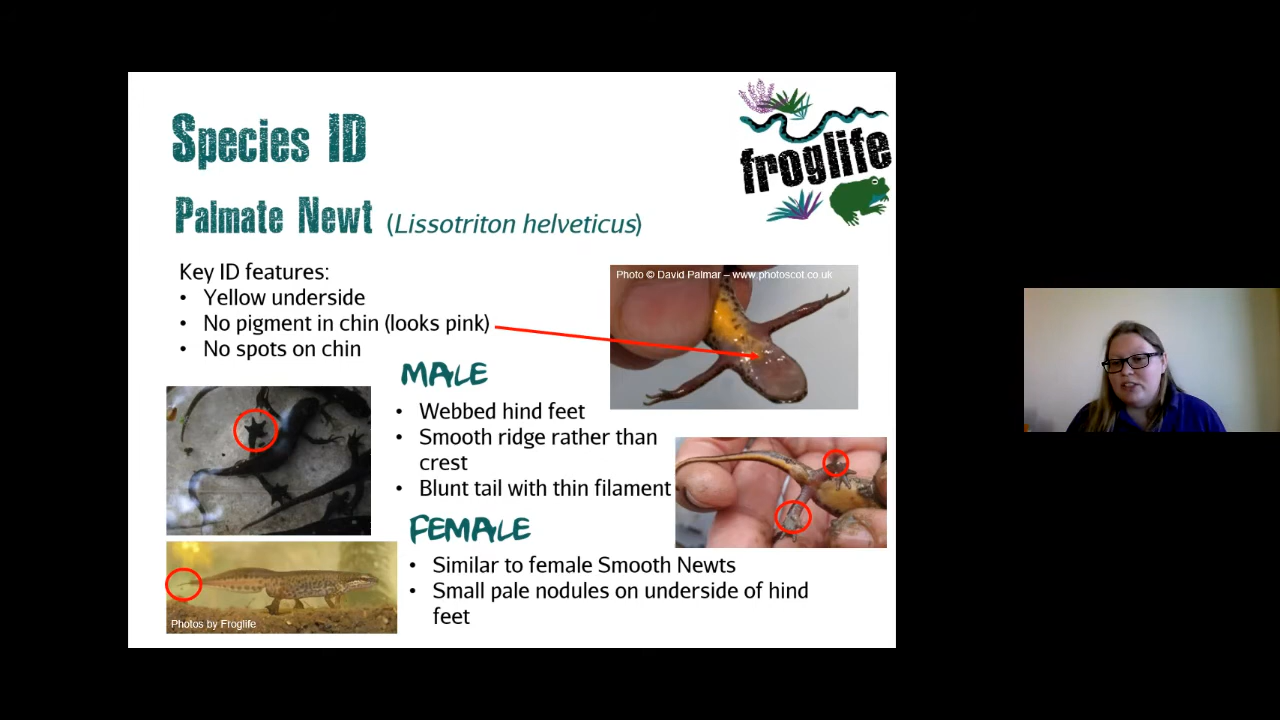 Species ID
froglife
Palmate Newt (Lissotriton helveticus)
Key ID features:
• Yellow underside
• No pigment in chin (looks pink)
• No spots on chin
Photo © David Palmar – www.photoscot.co.uk
MALE
• Webbed hind feet
• Smooth ridge rather than
crest
• Blunt tail with thin filament
FEMALE
• Similar to female Smooth Newts
• Small pale nodules on underside of hind
feet
Photos by Froglife